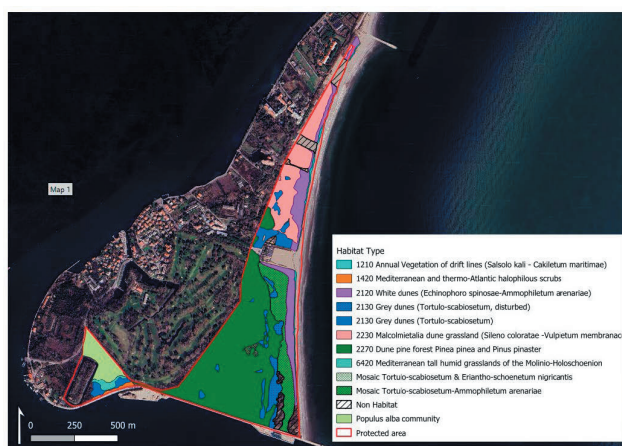 Map 1
Habitat Type
1210 Annual Vegetation of drift lines (Salsolo kali - Cakiletum maritimae)
1420 Mediterranean and thermo-Atlantic halophilous scrubs
2120 White dunes (Echinophoro spinosae-Ammophiletum arenariae)
2130 Grey dunes (Tortulo-scabiosetum, disturbed)
2130 Grey dunes (Tortulo-scabiosetum)
2230 Malcolmietalia dune grassland (Sileno coloratae -Vulpietum membranac
2270 Dune pine forest Pinea pinea and Pinus pinaster
6420 Mediterranean tall humid grasslands of the Molinio-Holoschoenion
Mosaic Tortuio-scabiosetum & Eriantho-schoenetum nigricantis
Mosaic Tortuio-scabiosetum-Ammophiletum arenariae
Non Habitat
Populus alba community
Protected area
0 250 500 m